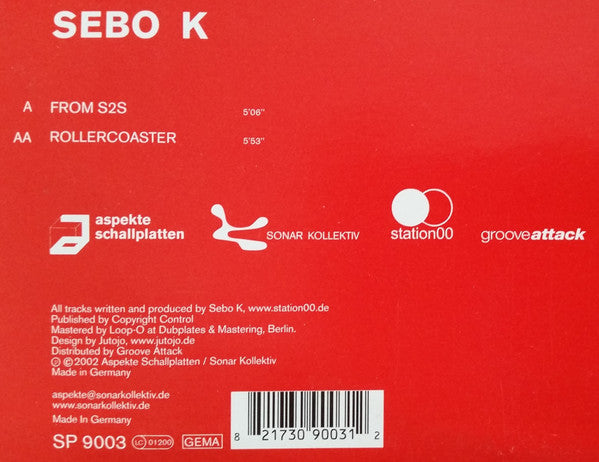 SEBO K
A FROM S2S 5'06"
AA ROLLERCOASTER 5'53"
aspekte
schallplatten
SONAR KOLLEKTIV
station00
grooveattack
All tracks written and produced by Sebo K, www.station00.de
Published by Copyright Control
Mastered by Loop-O at Dubplates & Mastering, Berlin.
Design by Jutojo, www.jutojo.de
Distributed by Groove Attack
℗ © 2002 Aspekte Schallplatten / Sonar Kollektiv
Made in Germany
aspekte@sonarkollektiv.de
www.sonarkollektiv.de
Made In Germany
SP 9003 LC 01200 GEMA
8 21730 90031 2